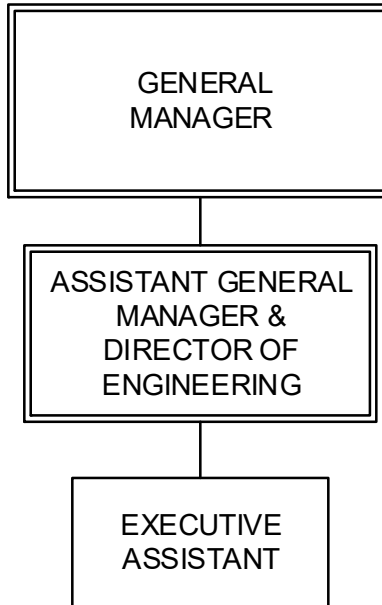 GENERAL
MANAGER
ASSISTANT GENERAL
MANAGER &
DIRECTOR OF
ENGINEERING
EXECUTIVE
ASSISTANT